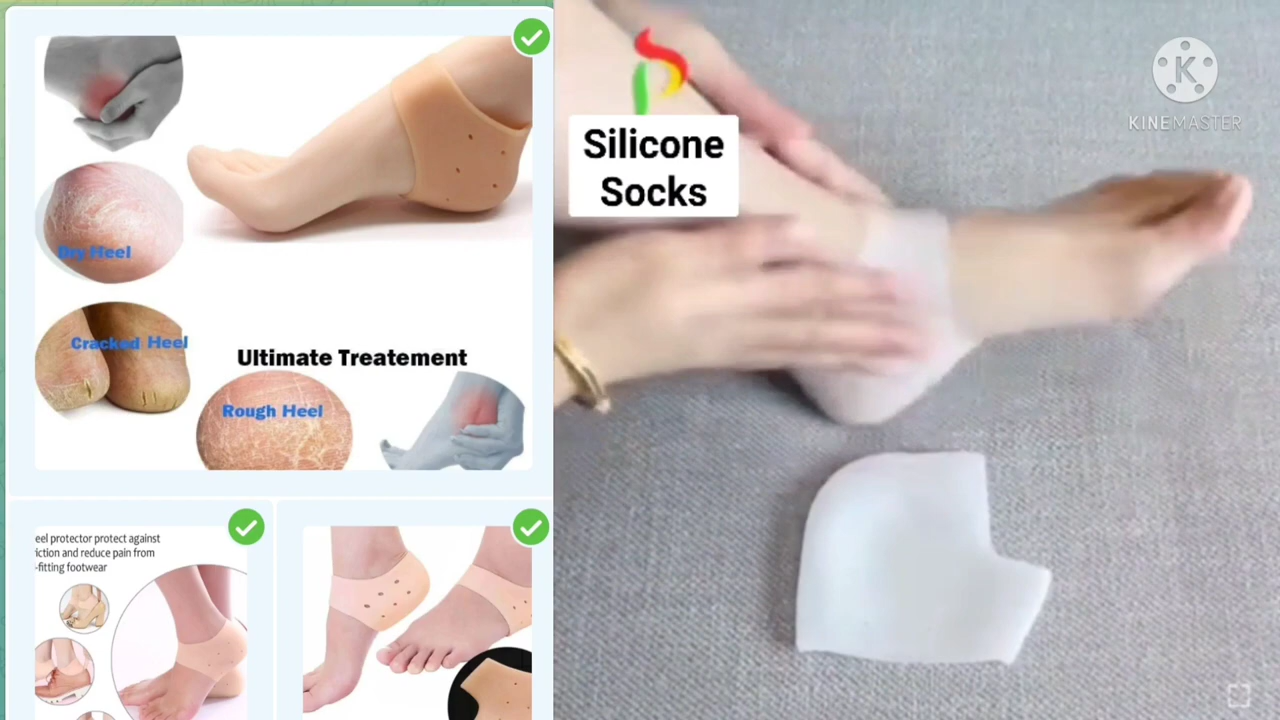 Dry Heel
Cracked Heel
Ultimate Treatement
Rough Heel
eel protector protect against
iction and reduce pain from
-fitting footwear
Silicone
Socks
K
KINEMASTER